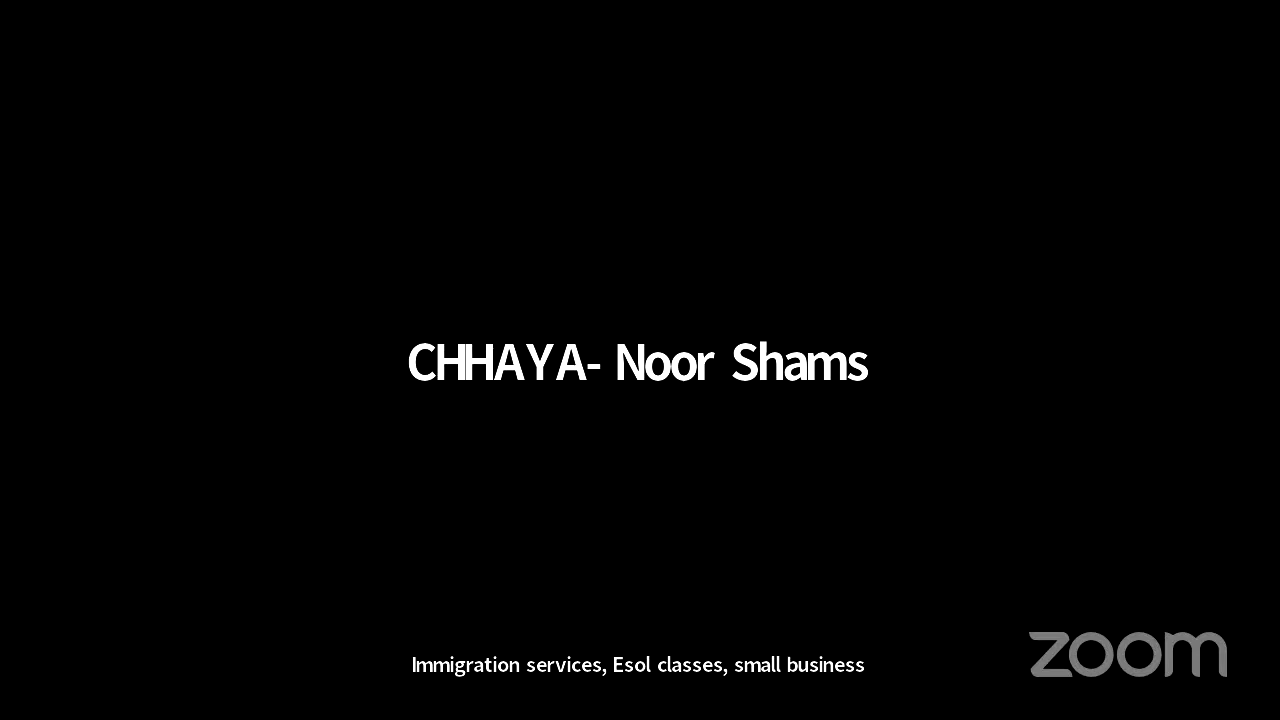 CHHAYA- Noor Shams
Immigration services, Esol classes, small business
zoom